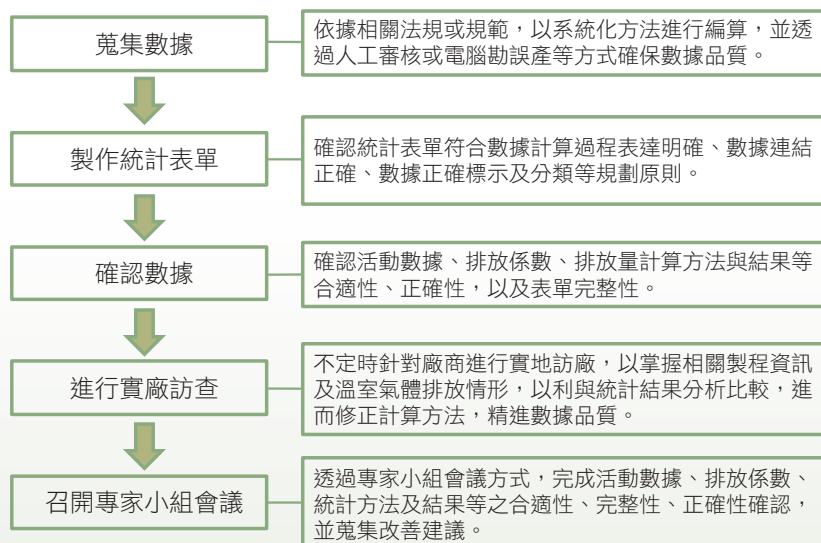 蒐集數據
依據相關法規或規範，以系統化方法進行編算，並透
過人工審核或電腦勘誤產等方式確保數據品質。
製作統計表單
確認統計表單符合數據計算過程表達明確、數據連結
正確、數據正確標示及分類等規劃原則。
確認數據
確認活動數據、排放係數、排放量計算方法與結果等
合適性、正確性，以及表單完整性。
進行實廠訪查
不定時針對廠商進行實地訪廠，以掌握相關製程資訊
及溫室氣體排放情形，以利與統計結果分析比較，進
而修正計算方法，精進數據品質。
召開專家小組會議
透過專家小組會議方式，完成活動數據、排放係數、
統計方法及結果等之合適性、完整性、正確性確認，
並蒐集改善建議。